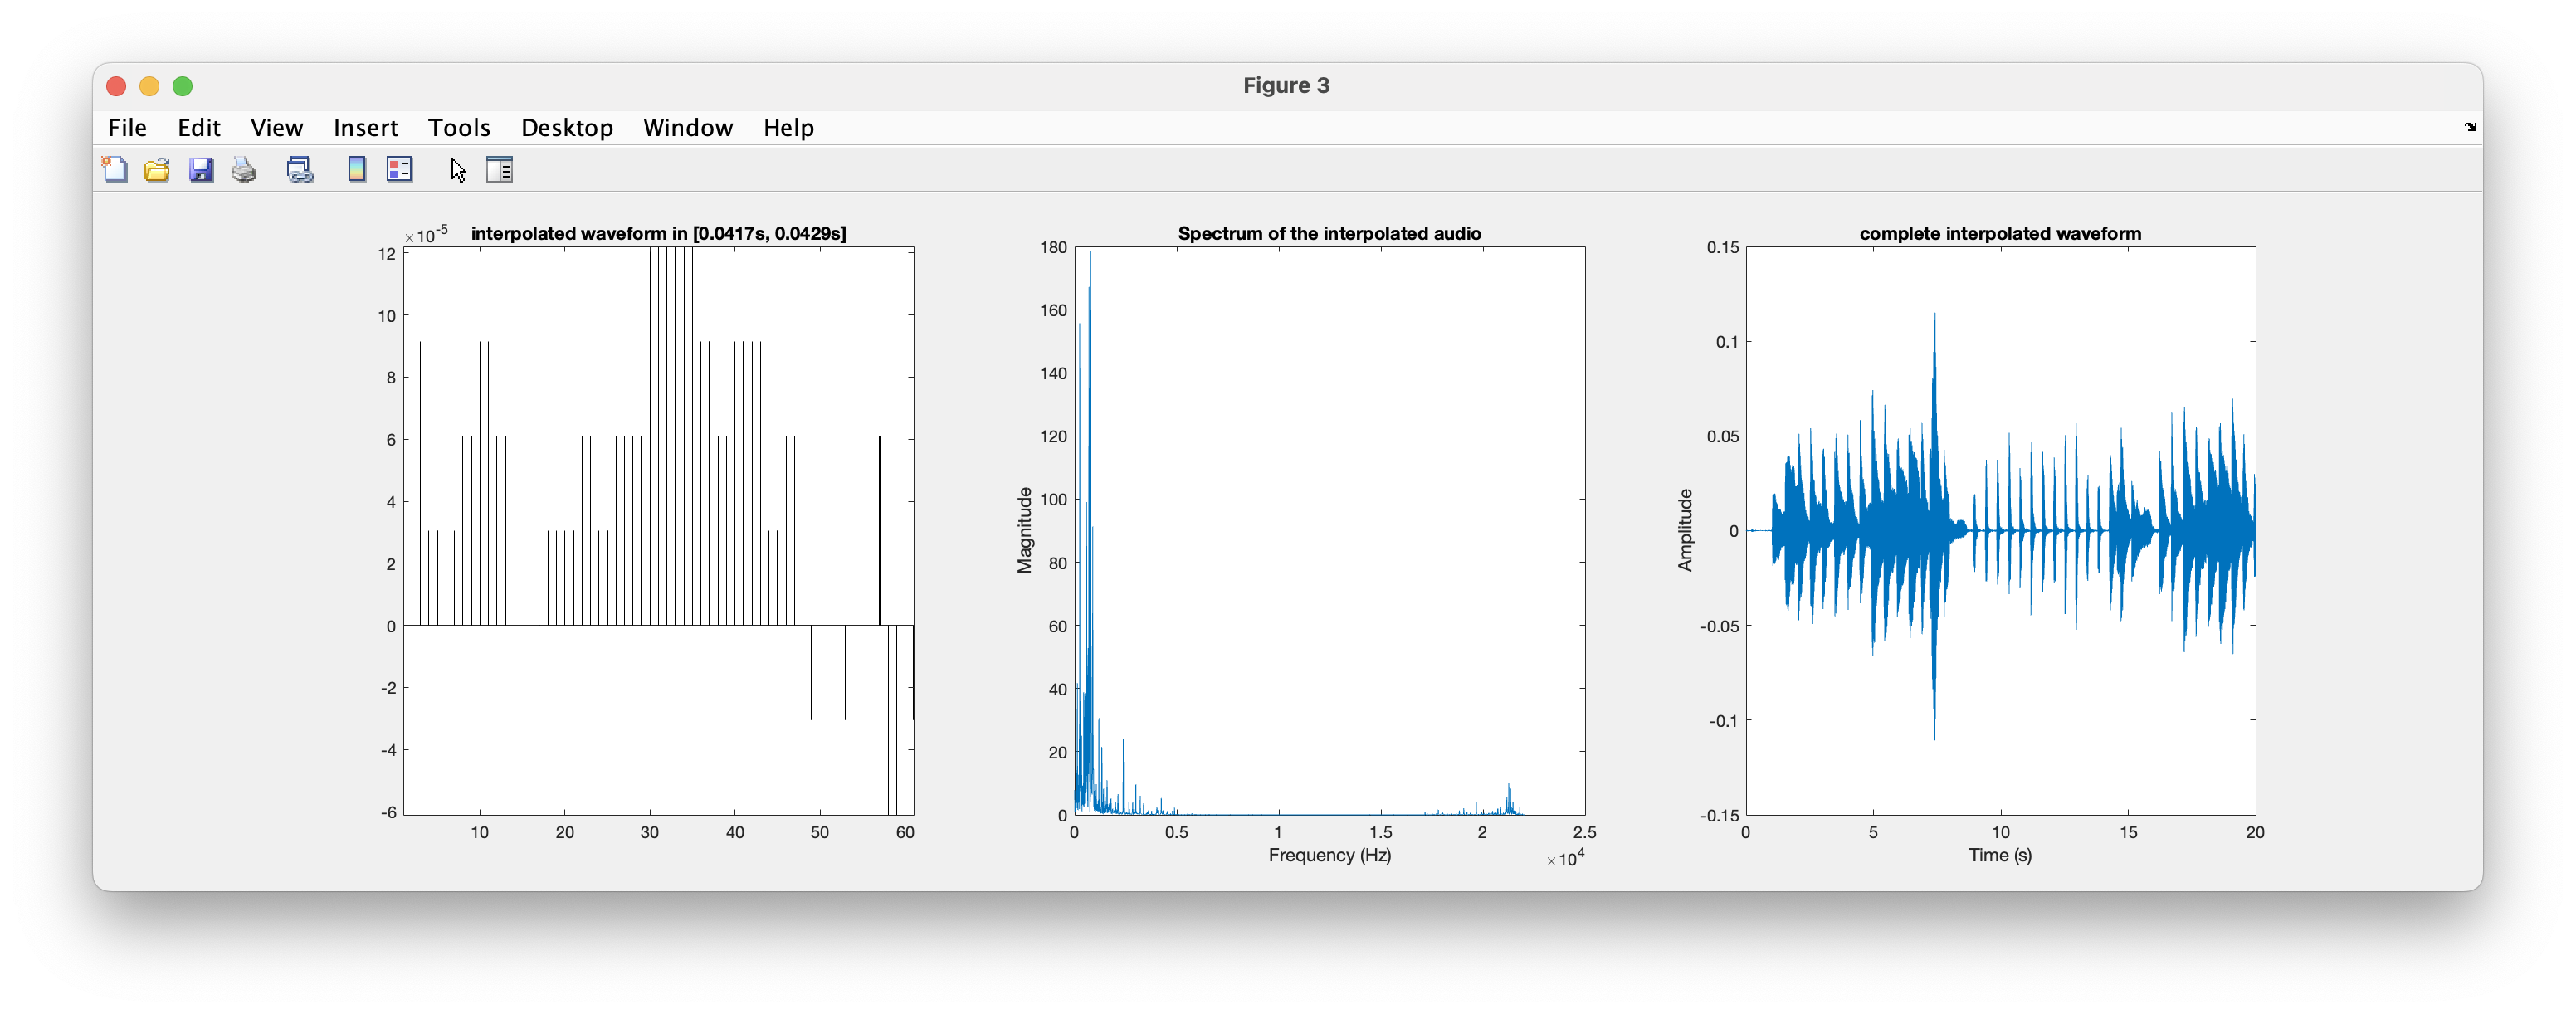 Figure 3
File Edit View Insert Tools Desktop Window Help
×10-5
interpolated waveform in [0.0417s, 0.0429s]
12
10
8
6
4
2
0
-2
-4
-6
10 20 30 40 50 60
Spectrum of the interpolated audio
180
160
140
120
100
80
60
40
20
0
Magnitude
0 0.5 1 1.5 2 2.5
Frequency (Hz)
×104
complete interpolated waveform
0.15
0.1
0.05
0
-0.05
-0.1
-0.15
Amplitude
0 5 10 15 20
Time (s)